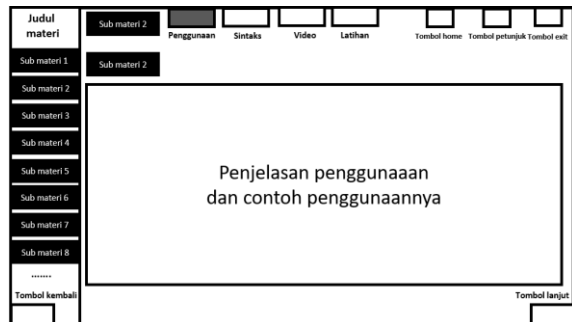 Judul
materi
Sub materi 1
Sub materi 2
Sub materi 3
Sub materi 4
Sub materi 5
Sub materi 6
Sub materi 7
Sub materi 8
.......
Tombol kembali
Sub materi 2
Penggunaan
Sintaks
Video
Latihan
Tombol home
Tombol petunjuk
Tombol exit
Sub materi 2
Penjelasan penggunaaan
dan contoh penggunaannya
Tombol lanjut